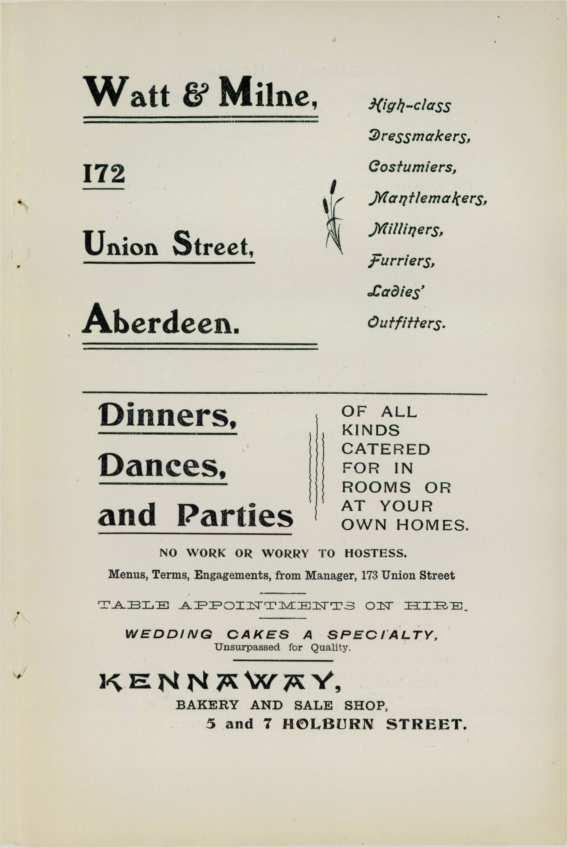 Watt & Milne,
172
Union Street,
Aberdeen.
High-class
Dressmakers,
Costumiers,
Mantlemakers,
Milliners,
Furriers,
Ladies'
Outfitters.
Dinners,
Dances,
and Parties
OF ALL
KINDS
CATERED
FOR IN
ROOMS OR
AT YOUR
OWN HOMES.
NO WORK OR WORRY TO HOSTESS.
Menus, Terms, Engagements, from Manager, 173 Union Street
TABLE APPOINTMENTS ON HIRE.
WEDDING CAKES A SPECIALTY,
Unsurpassed for Quality.
KENNAWAY,
BAKERY AND SALE SHOP,
5 and 7 HOLBURN STREET.